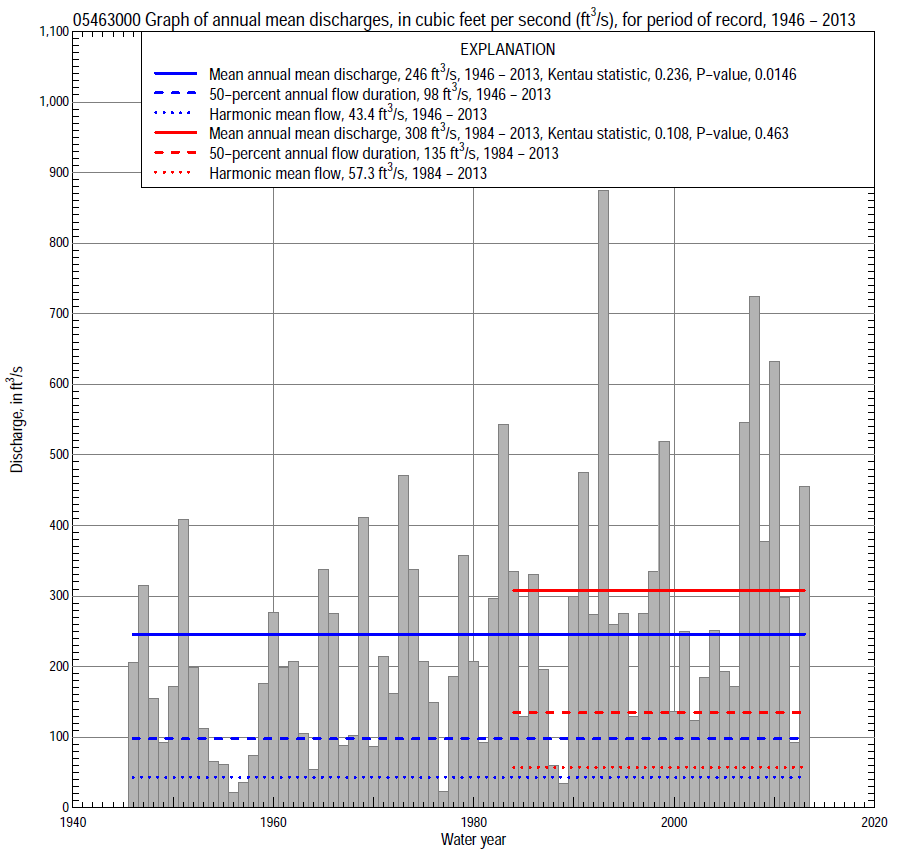 05463000 Graph of annual mean discharges, in cubic feet per second (ft³/s), for period of record, 1946 – 2013
EXPLANATION
Mean annual mean discharge, 246 ft³/s, 1946 – 2013, Kentau statistic, 0.236, P–value, 0.0146
50–percent annual flow duration, 98 ft³/s, 1946 – 2013
Harmonic mean flow, 43.4 ft³/s, 1946 – 2013
Mean annual mean discharge, 308 ft³/s, 1984 – 2013, Kentau statistic, 0.108, P–value, 0.463
50–percent annual flow duration, 135 ft³/s, 1984 – 2013
Harmonic mean flow, 57.3 ft³/s, 1984 – 2013
1,100
1,000
900
800
700
600
500
400
300
200
100
0
Discharge, in ft³/s
1940 1960 1980 2000 2020
Water year